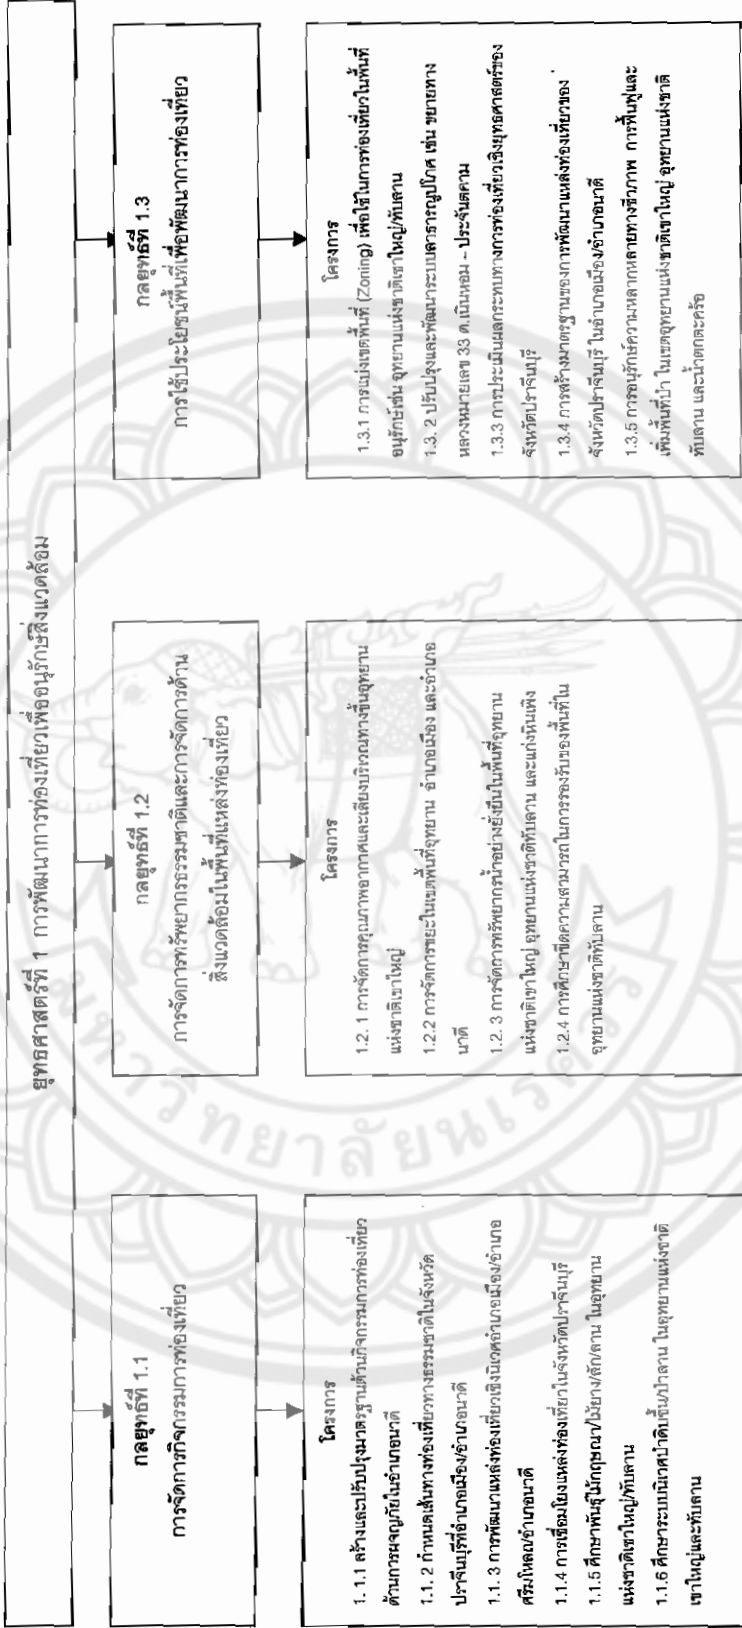 ยุทธศาสตร์ที่ 1 การพัฒนาการท่องเที่ยวเพื่ออนุรักษ์สิ่งแวดล้อม
กลยุทธ์ที่ 1.1
การจัดการกิจกรรมการท่องเที่ยว
โครงการ
1. 1.1 สร้างและปรับปรุงมาตรฐานด้านกิจกรรมการท่องเที่ยว
ด้านการผจญภัยในอำเภอนาดี
1.1. 2 กำหนดเส้นทางท่องเที่ยวทางธรรมชาติในจังหวัด
ปราจีนบุรีที่อำเภอเมือง/อำเภอนาดี
1.1. 3 การพัฒนาแหล่งท่องเที่ยวเชิงนิเวศอำเภอเมือง/อำเภอ
ศรีมโหสถ/อำเภอนาดี
1.1.4 การเชื่อมโยงแหล่งท่องเที่ยวในจังหวัดปราจีนบุรี
1.1.5 ศึกษาพันธุ์ไม้กฤษณา/ไม้ยาง/สัก/ลาน ในอุทยาน
แห่งชาติเขาใหญ่/ทับลาน
1.1.6 ศึกษาระบบนิเวศป่าดิบชื้น/ป่าลาน ในอุทยานแห่งชาติ
เขาใหญ่และทับลาน
กลยุทธ์ที่ 1.2
การจัดการทรัพยากรธรรมชาติและการจัดการด้าน
สิ่งแวดล้อมในพื้นที่แหล่งท่องเที่ยว
โครงการ
1.2. 1 การจัดการคุณภาพอากาศและเสียงบริเวณทางขึ้นอุทยาน
แห่งชาติเขาใหญ่
1.2.2 การจัดการขยะในเขตพื้นที่อุทยาน อำเภอเมือง และอำเภอ
นาดี
1.2. 3 การจัดการทรัพยากรน้ำอย่างยั่งยืนในพื้นที่อุทยาน
แห่งชาติเขาใหญ่ อุทยานแห่งชาติทับลาน และแก่งหินเพิง
1.2.4 การศึกษาขีดความสามารถในการรองรับของพื้นที่ใน
อุทยานแห่งชาติทับลาน
กลยุทธ์ที่ 1.3
การใช้ประโยชน์พื้นที่เพื่อพัฒนาการท่องเที่ยว
โครงการ
1.3.1 การแบ่งเขตพื้นที่ (Zoning) เพื่อใช้ในการท่องเที่ยวในพื้นที่
อนุรักษ์เช่น อุทยานแห่งชาติเขาใหญ่/ทับลาน
1.3. 2 ปรับปรุงและพัฒนาระบบสาธารณูปโภค เช่น ขยายทาง
หลวงหมายเลข 33 ต.เนินหอม – ประจันตคาม
1.3.3 การประเมินผลกระทบทางการท่องเที่ยวเชิงยุทธศาสตร์ของ
จังหวัดปราจีนบุรี
1.3.4 การสร้างมาตรฐานของการพัฒนาแหล่งท่องเที่ยวของ
จังหวัดปราจีนบุรี ในอำเภอเมือง/อำเภอนาดี
1.3.5 การอนุรักษ์ความหลากหลายทางชีวภาพ การฟื้นฟูและ
เพิ่มพื้นที่ป่า ในเขตอุทยานแห่งชาติเขาใหญ่ อุทยานแห่งชาติ
ทับลาน และน้ำตกตะคร้อ
มหาวิทยาลัยนเรศวร